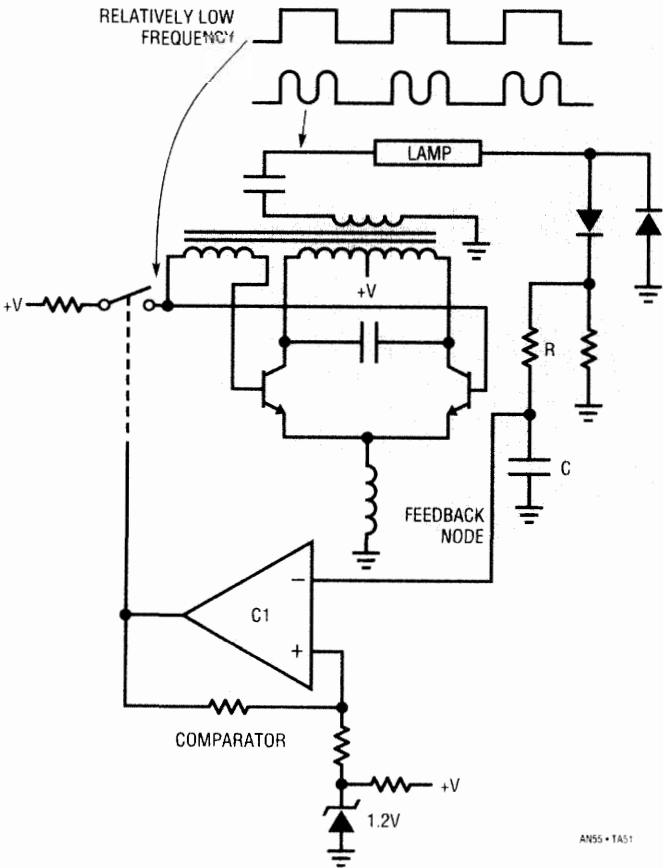 RELATIVELY LOW
FREQUENCY
LAMP
+V
+V
R
C
FEEDBACK
NODE
−
C1
+
COMPARATOR
+V
1.2V
AN55 • TA51